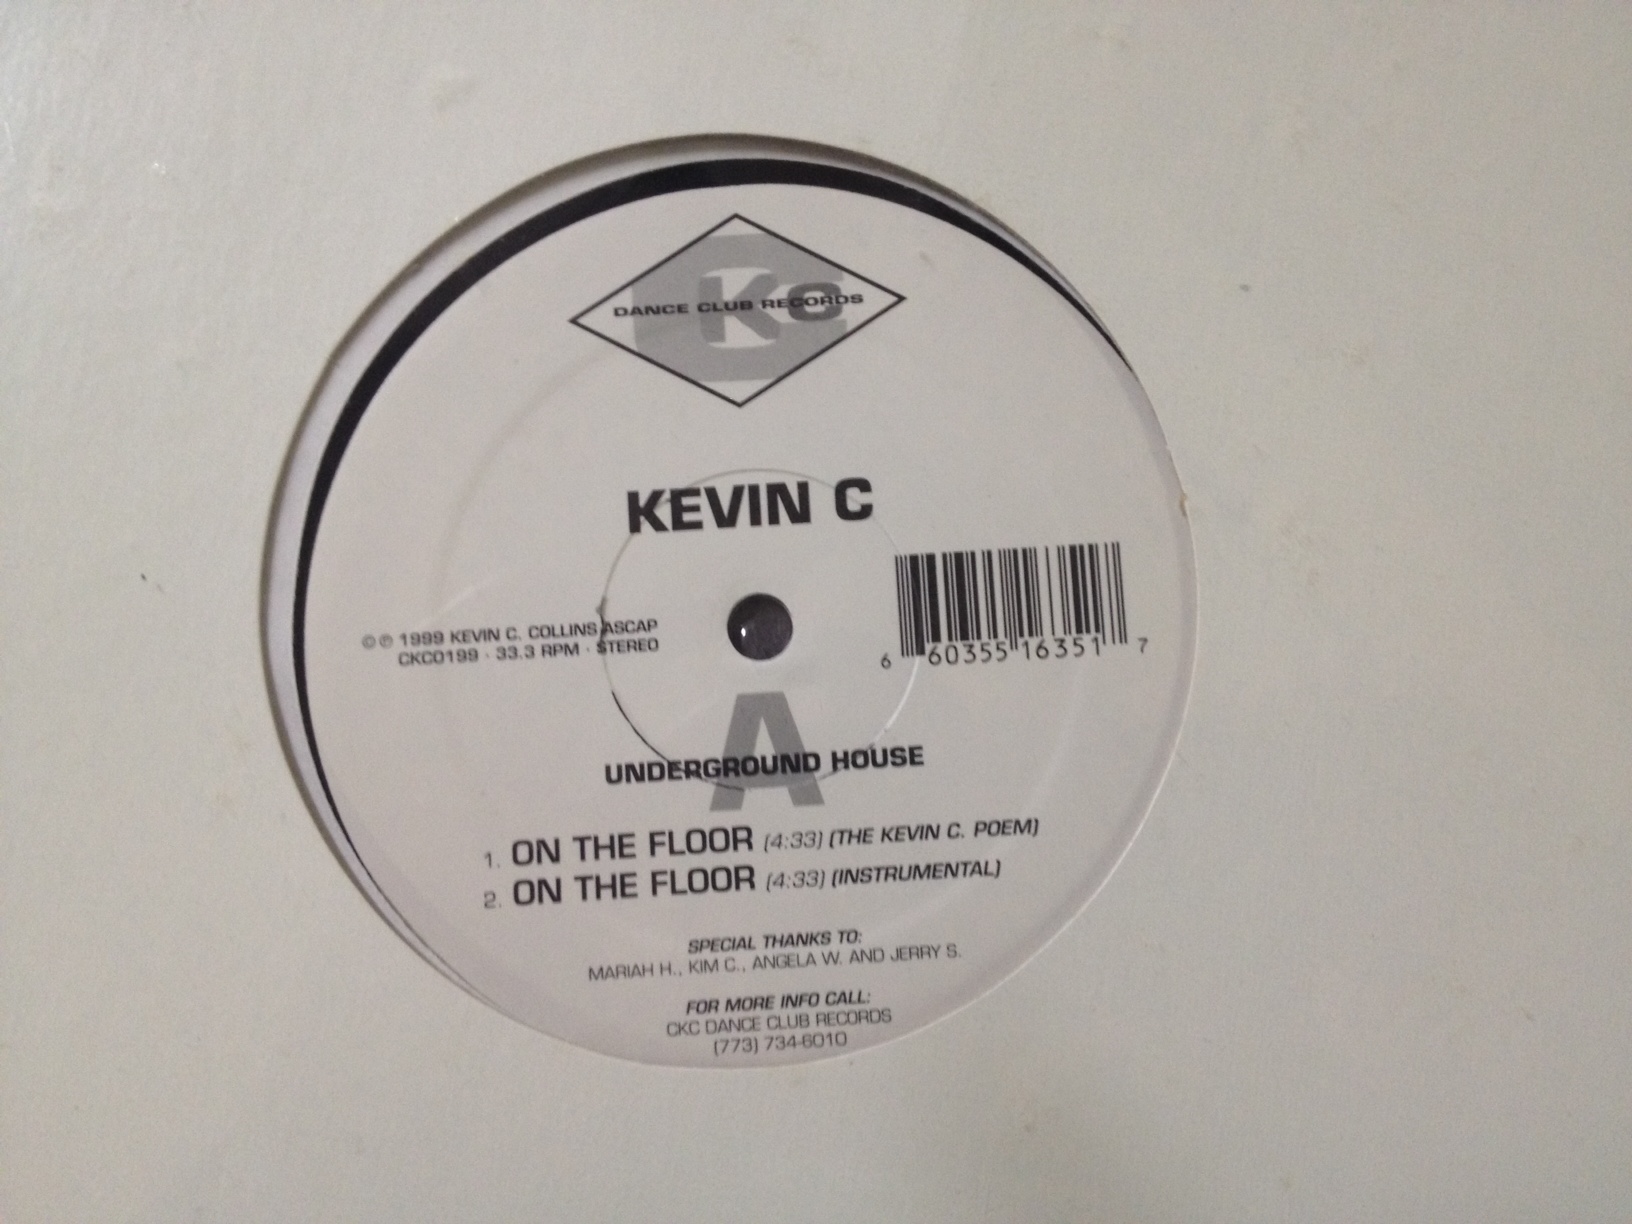 CKC
DANCE CLUB RECORDS
KEVIN C
©℗ 1999 KEVIN C. COLLINS ASCAP
CKC0199 · 33.3 RPM · STEREO
6 60355 16351 7
A
UNDERGROUND HOUSE
1. ON THE FLOOR (4:33) (THE KEVIN C. POEM)
2. ON THE FLOOR (4:33) (INSTRUMENTAL)
SPECIAL THANKS TO:
MARIAH H., KIM C., ANGELA W. AND JERRY S.
FOR MORE INFO CALL:
CKC DANCE CLUB RECORDS
(773) 734-6010